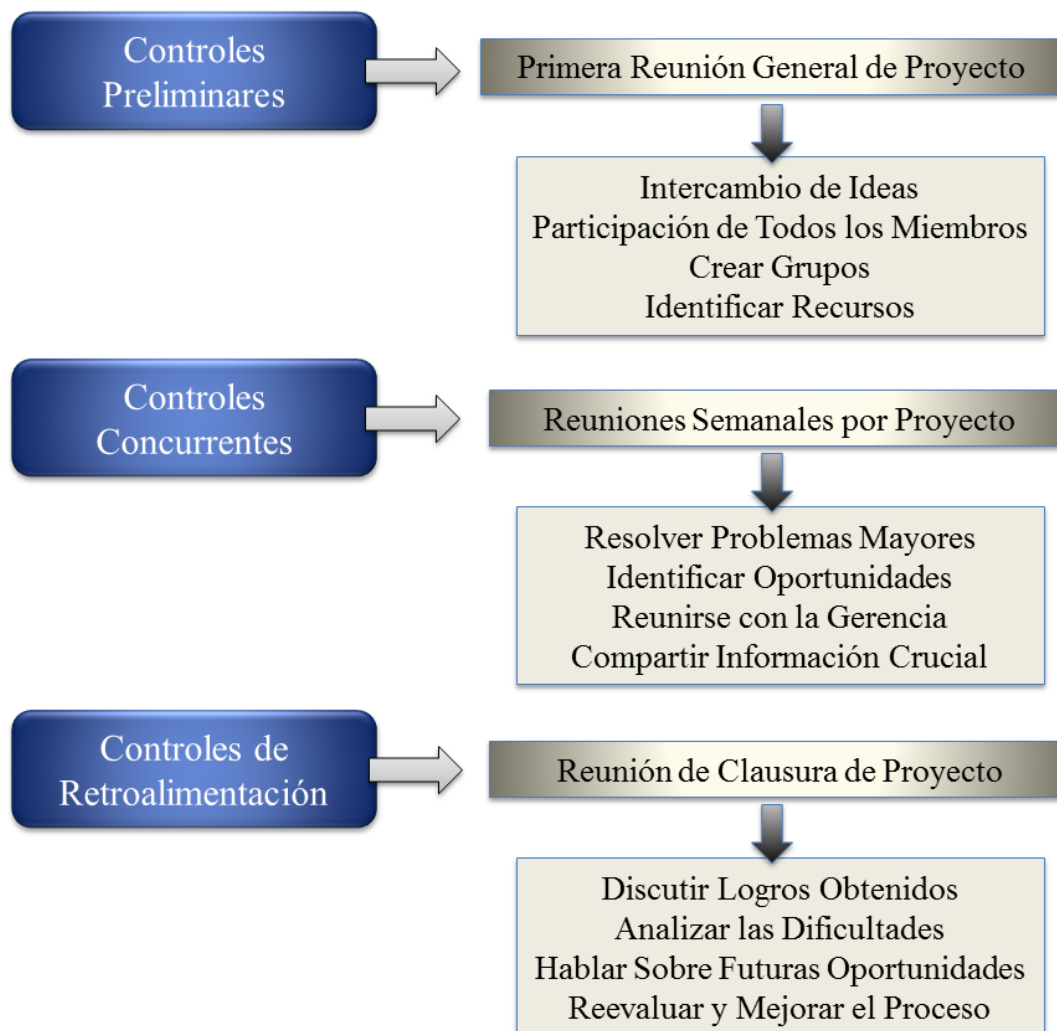 Controles
Preliminares
Primera Reunión General de Proyecto
Intercambio de Ideas
Participación de Todos los Miembros
Crear Grupos
Identificar Recursos
Controles
Concurrentes
Reuniones Semanales por Proyecto
Resolver Problemas Mayores
Identificar Oportunidades
Reunirse con la Gerencia
Compartir Información Crucial
Controles de
Retroalimentación
Reunión de Clausura de Proyecto
Discutir Logros Obtenidos
Analizar las Dificultades
Hablar Sobre Futuras Oportunidades
Reevaluar y Mejorar el Proceso